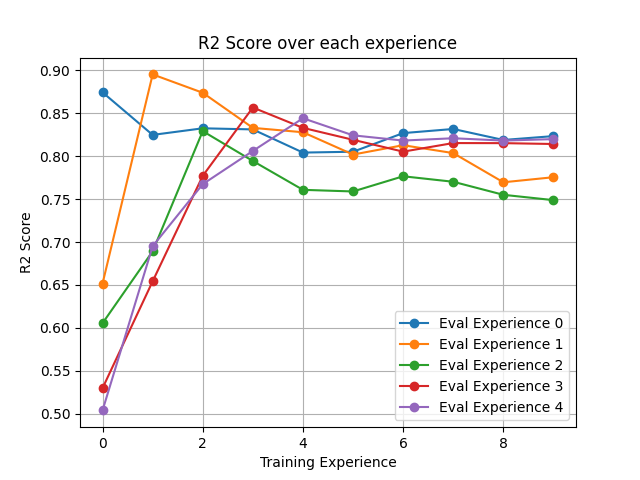 R2 Score over each experience
0.90
0.85
0.80
0.75
0.70
0.65
0.60
0.55
0.50
R2 Score
0 2 4 6 8
Training Experience
Eval Experience 0
Eval Experience 1
Eval Experience 2
Eval Experience 3
Eval Experience 4